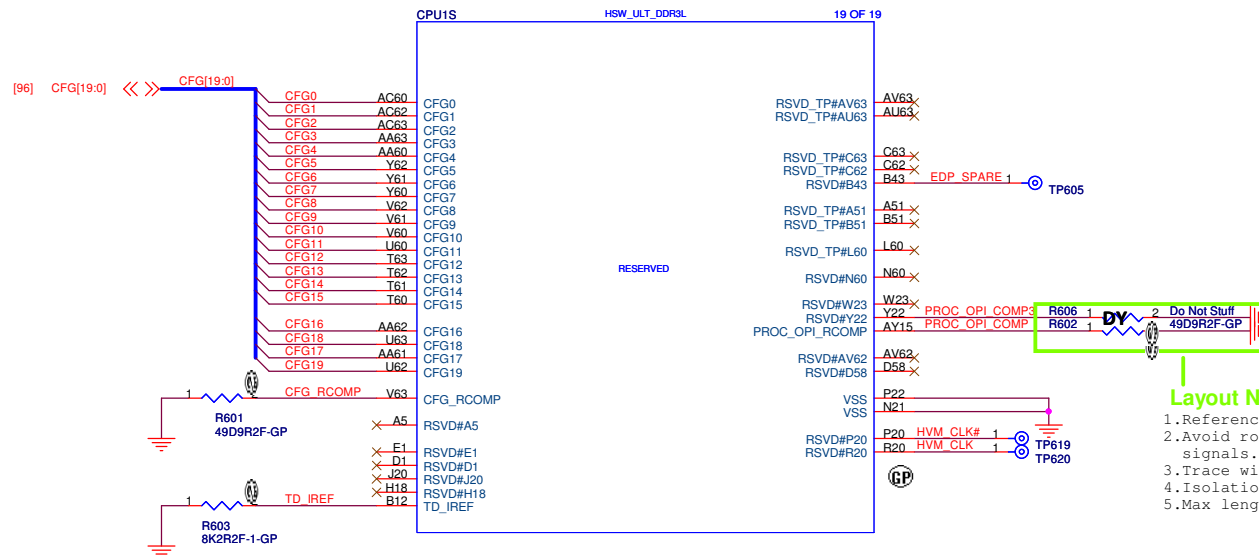 CPU1S HSW_ULT_DDR3L 19 OF 19
[96] CFG[19:0] CFG[19:0]
CFG0 AC60 CFG0
CFG1 AC62 CFG1
CFG2 AC63 CFG2
CFG3 AA63 CFG3
CFG4 AA60 CFG4
CFG5 Y62 CFG5
CFG6 Y61 CFG6
CFG7 Y60 CFG7
CFG8 V62 CFG8
CFG9 V61 CFG9
CFG10 V60 CFG10
CFG11 U60 CFG11
CFG12 T63 CFG12
CFG13 T62 CFG13
CFG14 T61 CFG14
CFG15 T60 CFG15
CFG16 AA62 CFG16
CFG18 U63 CFG18
CFG17 AA61 CFG17
CFG19 U62 CFG19
1 2 CFG_RCOMP V63 CFG_RCOMP
R601
49D9R2F-GP
A5 RSVD#A5
E1 RSVD#E1
D1 RSVD#D1
J20 RSVD#J20
H18 RSVD#H18
1 2 TD_IREF B12 TD_IREF
R603
8K2R2F-1-GP
RESERVED
RSVD_TP#AV63 AV63
RSVD_TP#AU63 AU63
RSVD_TP#C63 C63
RSVD_TP#C62 C62
RSVD#B43 B43 EDP_SPARE 1 TP605
RSVD_TP#A51 A51
RSVD_TP#B51 B51
RSVD_TP#L60 L60
RSVD#N60 N60
RSVD#W23 W23
RSVD#Y22 Y22 PROC_OPI_COMP3 R606 1 DY 2 Do Not Stuff
PROC_OPI_RCOMP AY15 PROC_OPI_COMP R602 1 49D9R2F-GP
RSVD#AV62 AV62
RSVD#D58 D58
VSS P22
VSS N21
RSVD#P20 P20 HVM_CLK# 1 TP619
RSVD#R20 R20 HVM_CLK 1 TP620
GP
Layout N
1.Referenc
2.Avoid ro
signals.
3.Trace wi
4.Isolatio
5.Max leng